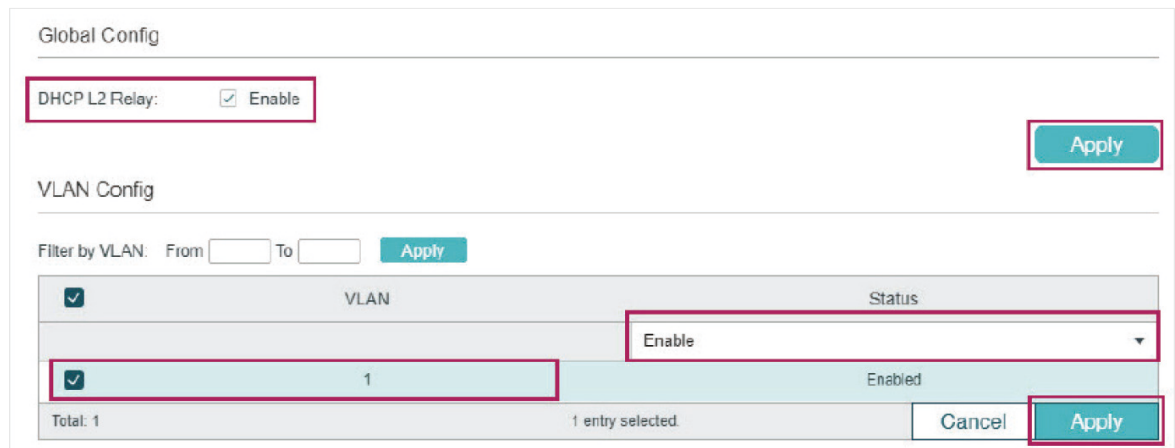 Global Config
DHCP L2 Relay: Enable
Apply
VLAN Config
Filter by VLAN: From To Apply
VLAN Status
Enable
1 Enabled
Total: 1 1 entry selected. Cancel Apply